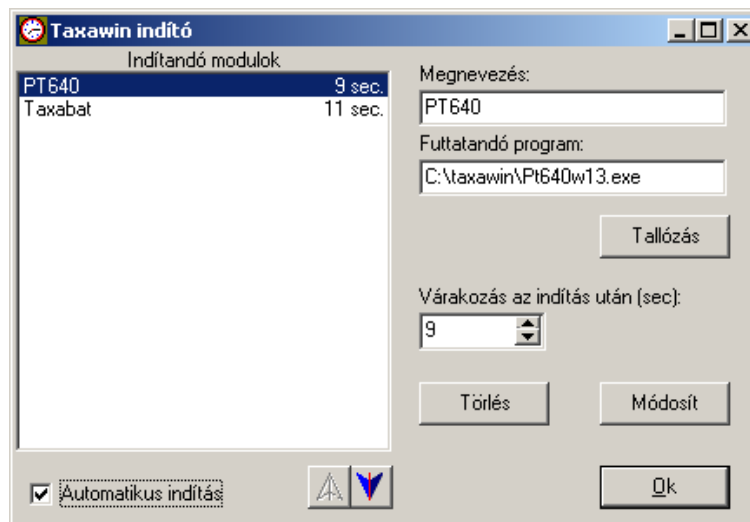 Taxawin indító
Indítandó modulok
PT640 9 sec.
Taxabat 11 sec.
Megnevezés:
PT640
Futtatandó program:
C:\taxawin\Pt640w13.exe
Tallózás
Várakozás az indítás után (sec):
9
Törlés Módosít
Automatikus indítás
Ok